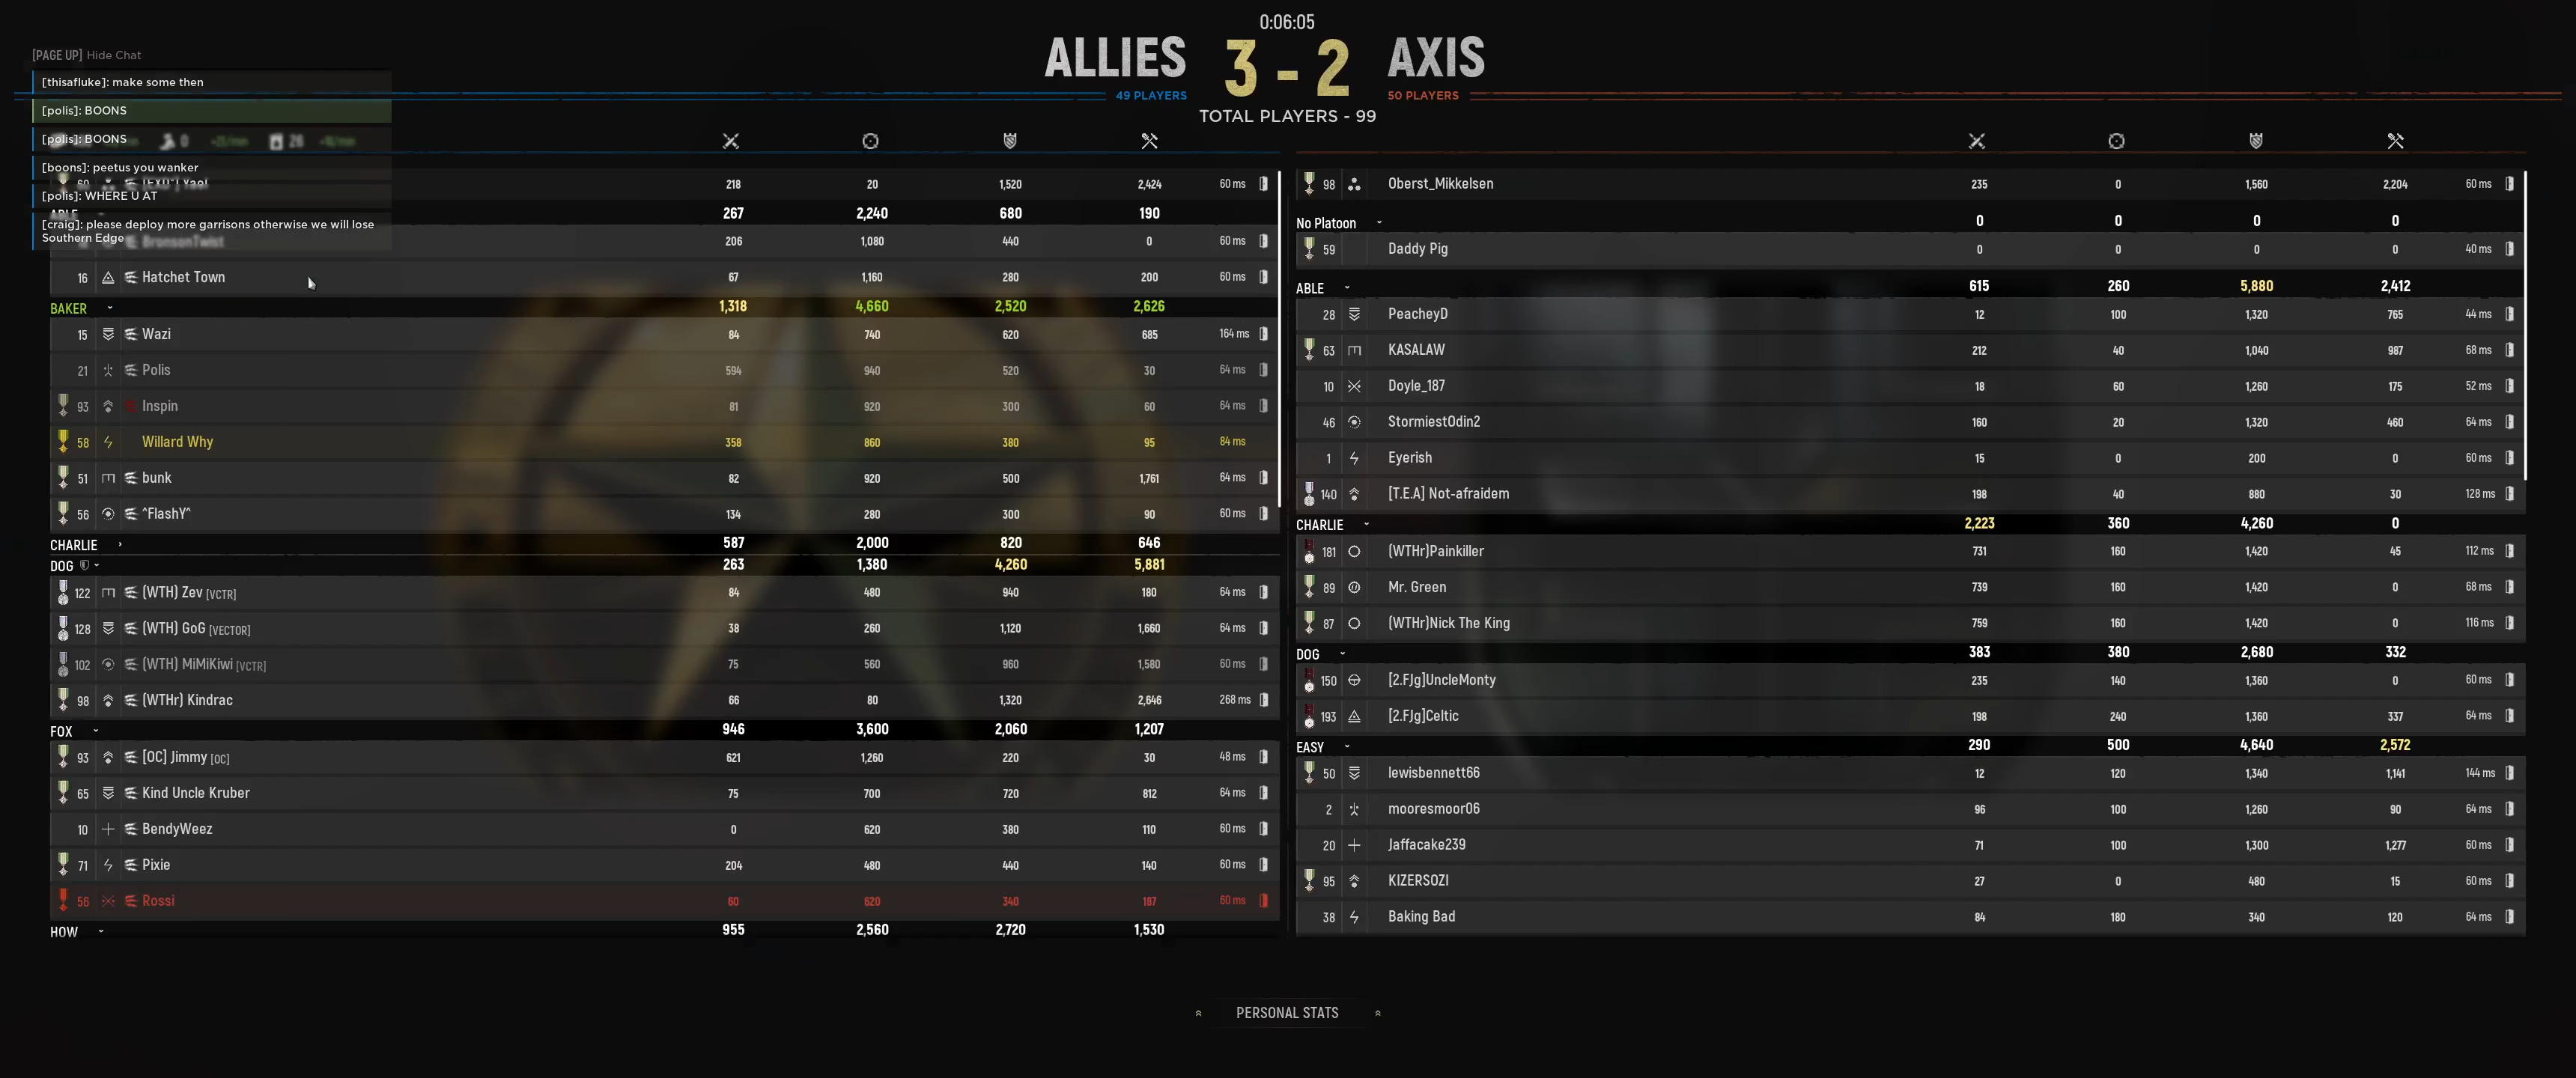 0:06:05
ALLIES 3 - 2 AXIS
49 PLAYERS
50 PLAYERS
TOTAL PLAYERS - 99
[PAGE UP] Hide Chat
[thisafluke]: make some then
[polis]: BOONS
[polis]: BOONS
[boons]: peetus you wanker
[polis]: WHERE U AT
[craig]: please deploy more garrisons otherwise we will lose
Southern Edge
0 26
60 218 20 1,520 2,424 60 ms
ABLE 267 2,240 680 190
BronsonTwist 206 1,080 440 0 60 ms
16 Hatchet Town 67 1,160 280 200 60 ms
BAKER 1,318 4,660 2,520 2,626
15 Wazi 84 740 620 685 164 ms
21 Polis 594 940 520 30 64 ms
93 Inspin 81 920 300 60 64 ms
58 Willard Why 358 860 380 95 84 ms
51 bunk 82 920 500 1,761 64 ms
56 ^FlashY^ 134 280 300 90 60 ms
CHARLIE 587 2,000 820 646
DOG 263 1,380 4,260 5,881
122 (WTH) Zev [VCTR] 84 480 940 180 64 ms
128 (WTH) GoG [VECTOR] 38 260 1,120 1,660 64 ms
102 (WTH) MiMiKiwi [VCTR] 75 560 960 1,580 60 ms
98 (WTHr) Kindrac 66 80 1,320 2,646 268 ms
FOX 946 3,600 2,060 1,207
93 [OC] Jimmy [OC] 621 1,260 220 30 48 ms
65 Kind Uncle Kruber 75 700 720 812 64 ms
10 BendyWeez 0 620 380 110 60 ms
71 Pixie 204 480 440 140 60 ms
56 Rossi 60 620 340 187 60 ms
HOW 955 2,560 2,720 1,530
98 Oberst_Mikkelsen 235 0 1,560 2,204 60 ms
No Platoon 0 0 0 0
59 Daddy Pig 0 0 0 0 40 ms
ABLE 615 260 5,880 2,412
28 PeacheyD 12 100 1,320 765 44 ms
63 KASALAW 212 40 1,040 987 68 ms
10 Doyle_187 18 60 1,260 175 52 ms
46 StormiestOdin2 160 20 1,320 460 64 ms
1 Eyerish 15 0 200 0 60 ms
140 [T.E.A] Not-afraidem 198 40 880 30 128 ms
CHARLIE 2,223 360 4,260 0
181 (WTHr)Painkiller 731 160 1,420 45 112 ms
89 Mr. Green 739 160 1,420 0 68 ms
87 (WTHr)Nick The King 759 160 1,420 0 116 ms
DOG 383 380 2,680 332
150 [2.FJg]UncleMonty 235 140 1,360 0 60 ms
193 [2.FJg]Celtic 198 240 1,360 337 64 ms
EASY 290 500 4,640 2,572
50 lewisbennett66 12 120 1,340 1,141 144 ms
2 mooresmoor06 96 100 1,260 90 64 ms
20 Jaffacake239 71 100 1,300 1,277 60 ms
95 KIZERSOZI 27 0 480 15 60 ms
38 Baking Bad 84 180 340 120 64 ms
PERSONAL STATS